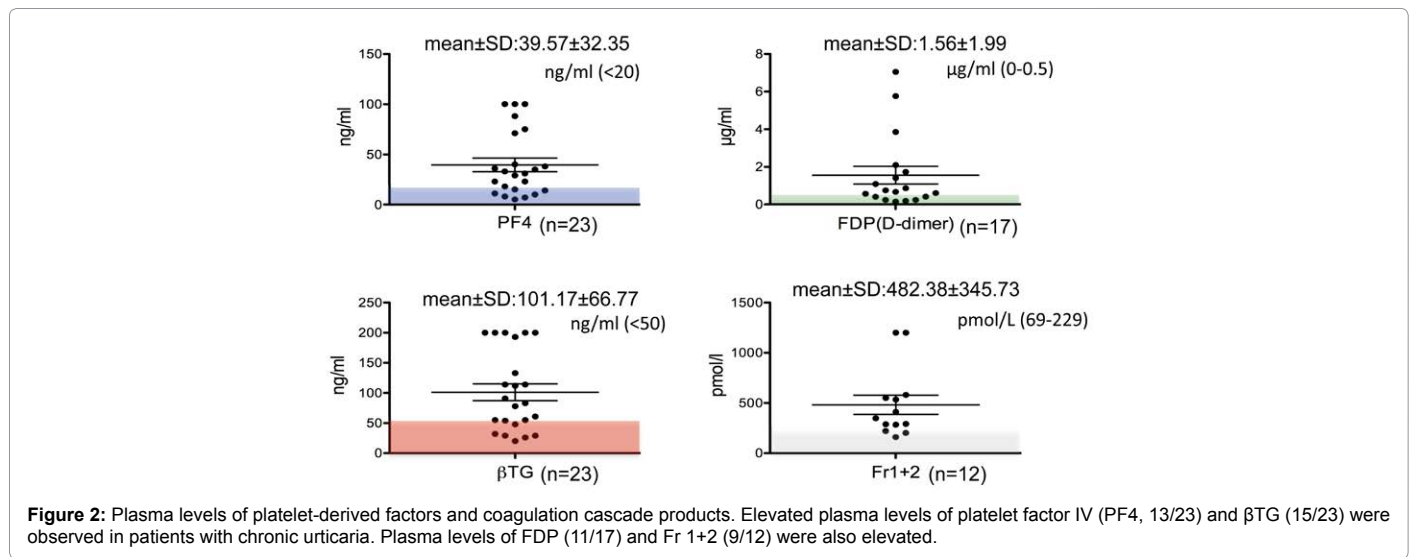 mean±SD:39.57±32.35
ng/ml (<20)
150
100
50
0
ng/ml
PF4 (n=23)
mean±SD:1.56±1.99
µg/ml (0-0.5)
8
6
4
2
0
µg/ml
FDP(D-dimer) (n=17)
mean±SD:101.17±66.77
ng/ml (<50)
250
200
150
100
50
0
ng/ml
βTG (n=23)
mean±SD:482.38±345.73
pmol/L (69-229)
1500
1000
500
0
pmol/l
Fr1+2 (n=12)
Figure 2: Plasma levels of platelet-derived factors and coagulation cascade products. Elevated plasma levels of platelet factor IV (PF4, 13/23) and βTG (15/23) were
observed in patients with chronic urticaria. Plasma levels of FDP (11/17) and Fr 1+2 (9/12) were also elevated.